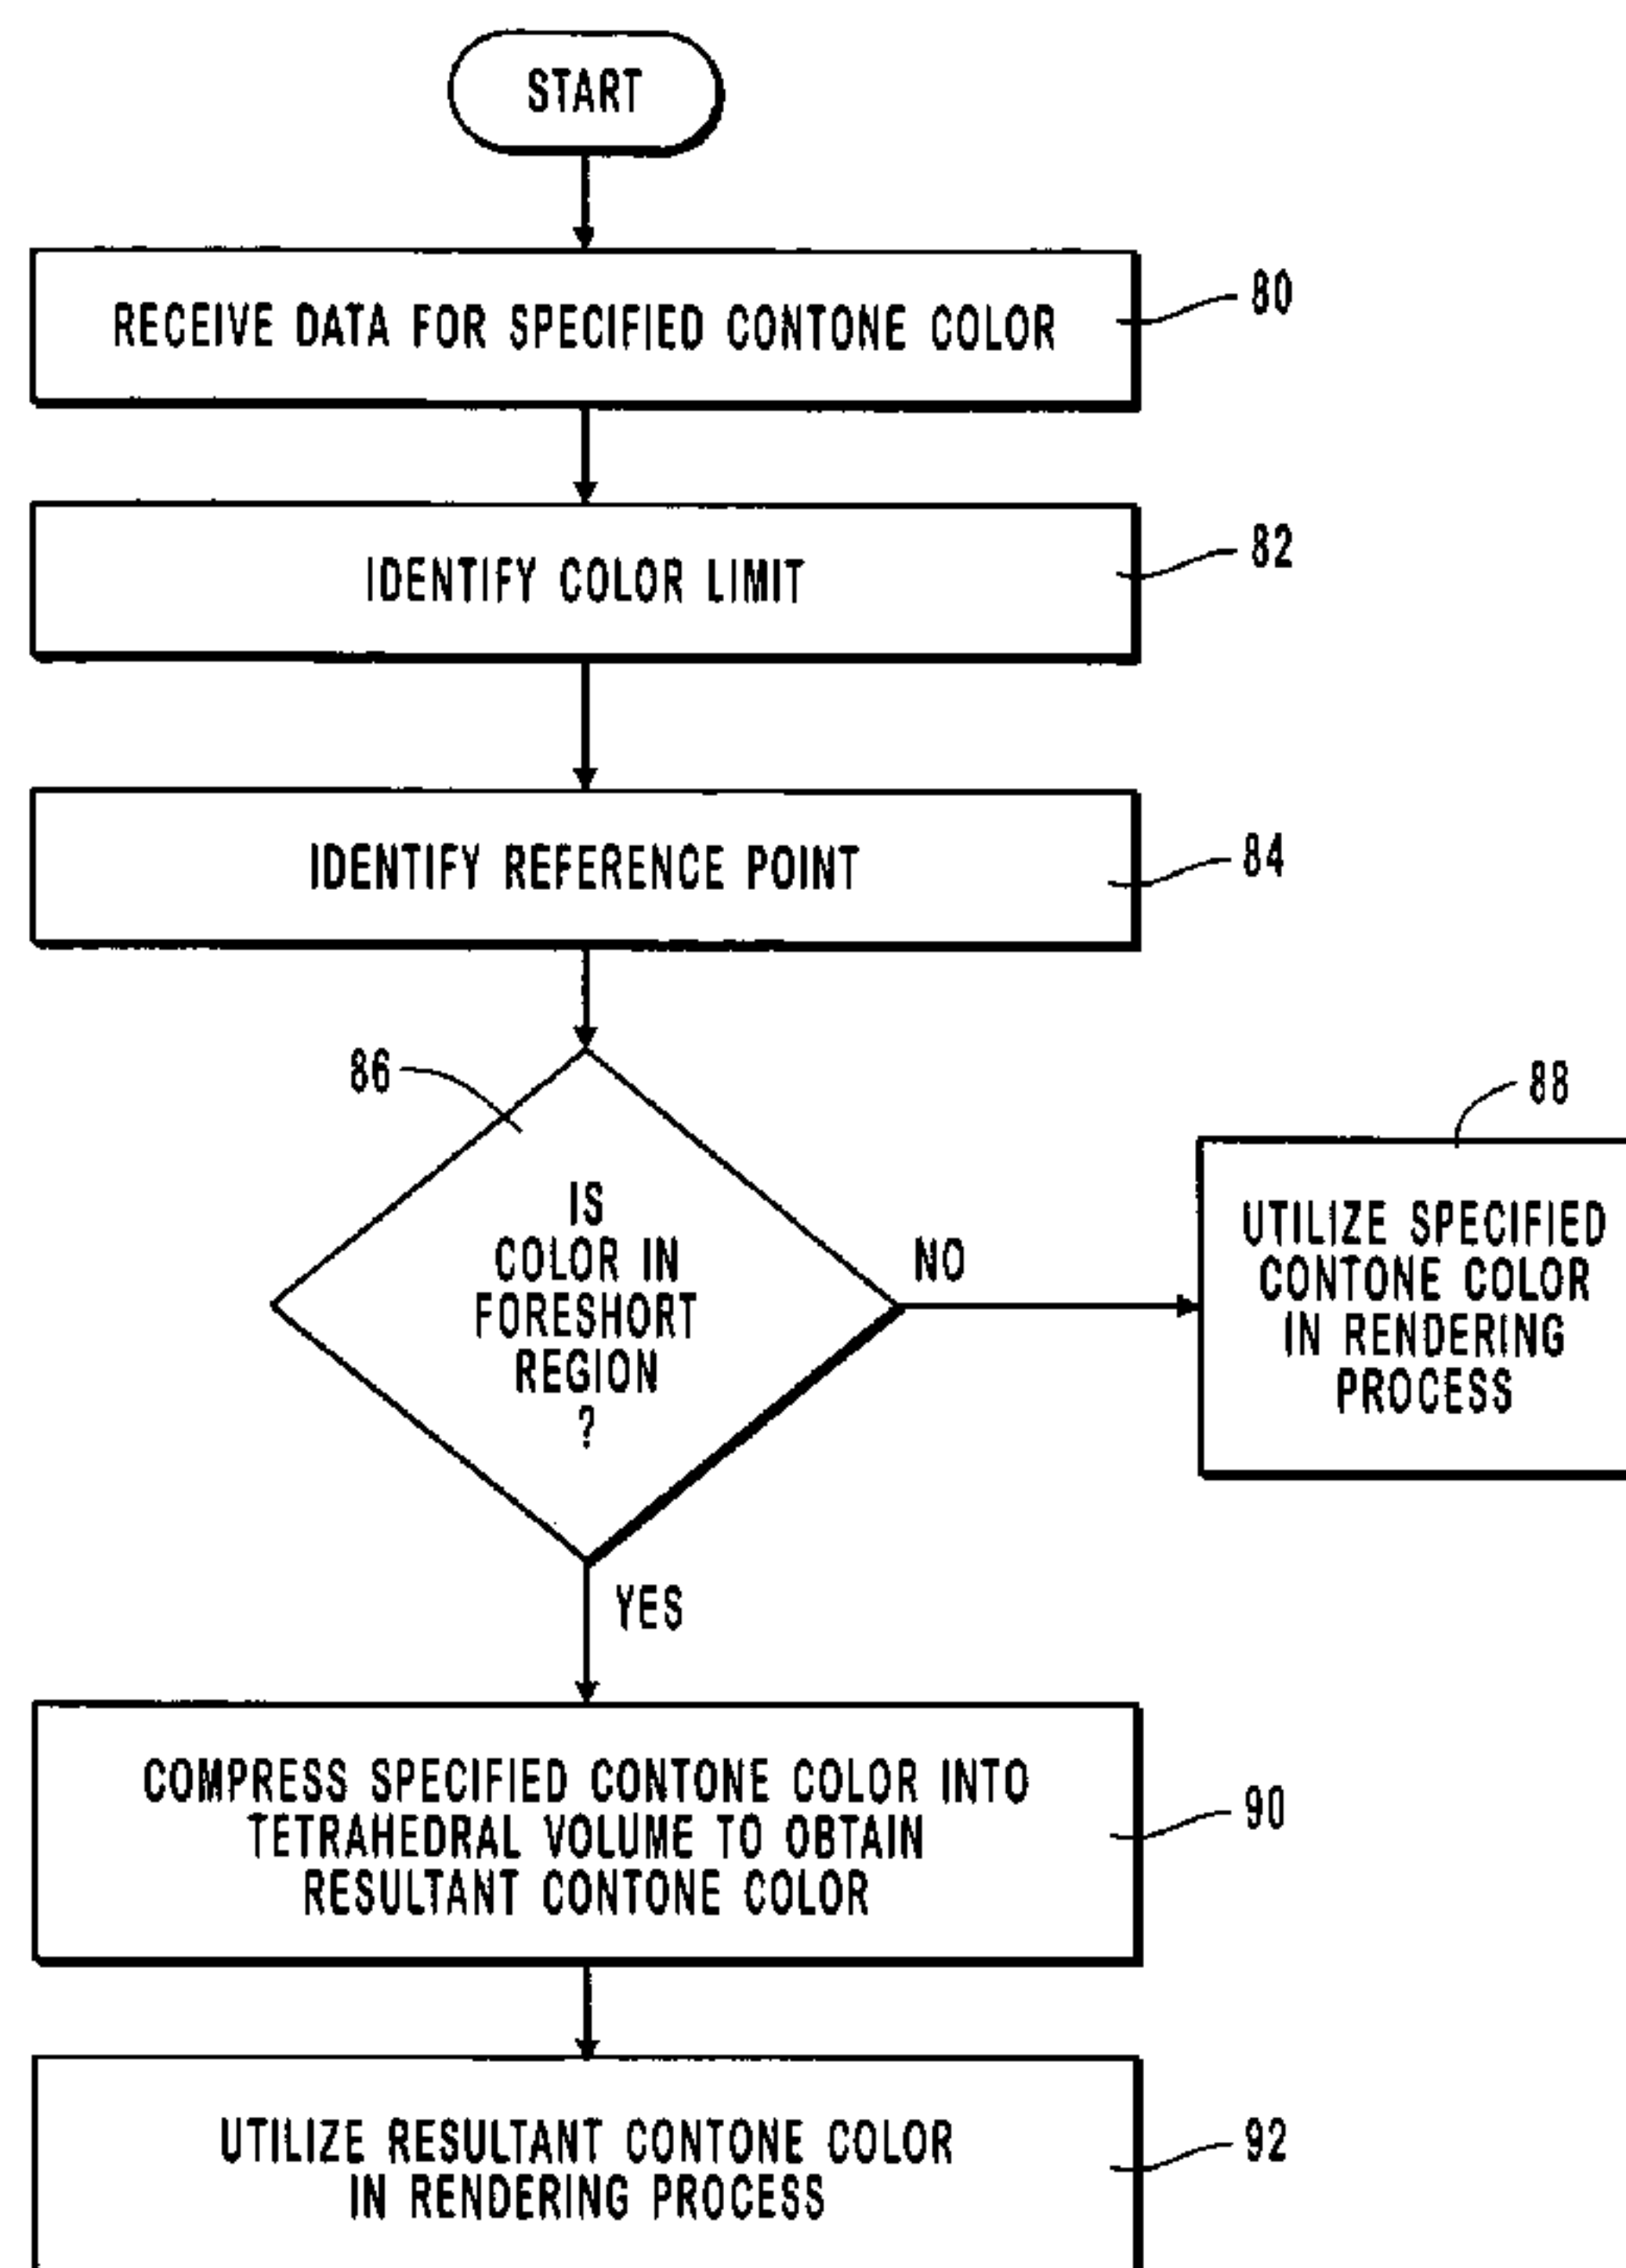 START
RECEIVE DATA FOR SPECIFIED CONTONE COLOR
80
IDENTIFY COLOR LIMIT
82
IDENTIFY REFERENCE POINT
84
86
IS
COLOR IN
FORESHORT
REGION
?
NO
88
UTILIZE SPECIFIED
CONTONE COLOR
IN RENDERING
PROCESS
YES
COMPRESS SPECIFIED CONTONE COLOR INTO
TETRAHEDRAL VOLUME TO OBTAIN
RESULTANT CONTONE COLOR
90
UTILIZE RESULTANT CONTONE COLOR
IN RENDERING PROCESS
92